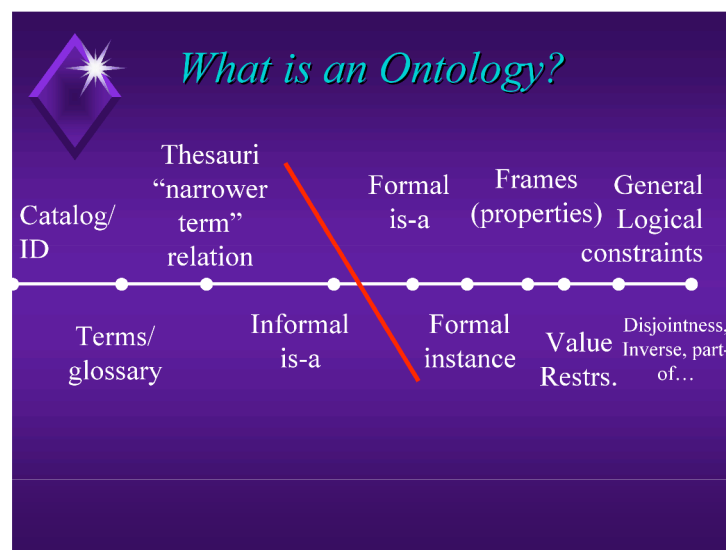 What is an Ontology?
Catalog/
ID
Thesauri
“narrower
term”
relation
Formal
is-a
Frames
(properties)
General
Logical
constraints
Terms/
glossary
Informal
is-a
Formal
instance
Value
Restrs.
Disjointness,
Inverse, part-
of…